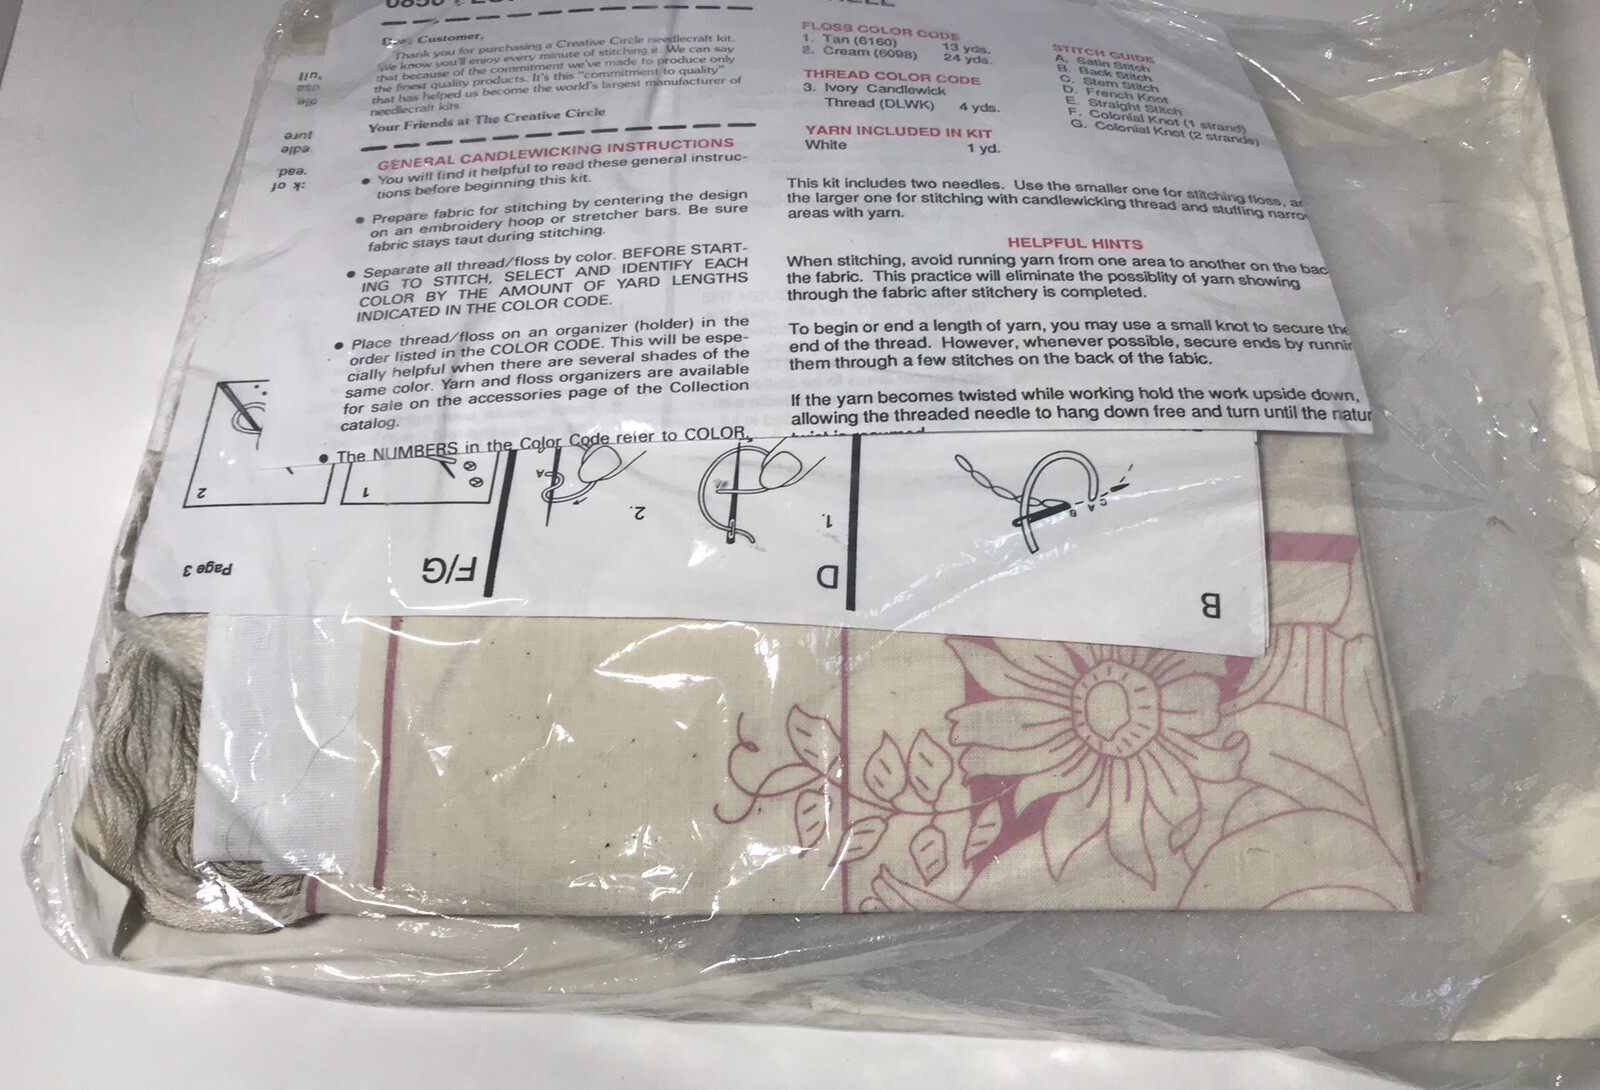 Dear Customer,
Thank you for purchasing a Creative Circle needlecraft kit.
We know you'll enjoy every minute of stitching it. We can say
that because of the commitment we've made to produce only
the finest quality products. It's this "commitment to quality"
that has helped us become the world's largest manufacturer of
needlecraft kits.
Your Friends at The Creative Circle
GENERAL CANDLEWICKING INSTRUCTIONS
• You will find it helpful to read these general instruc-
tions before beginning this kit.
• Prepare fabric for stitching by centering the design
on an embroidery hoop or stretcher bars. Be sure
fabric stays taut during stitching.
• Separate all thread/floss by color. BEFORE START-
ING TO STITCH, SELECT AND IDENTIFY EACH
COLOR BY THE AMOUNT OF YARD LENGTHS
INDICATED IN THE COLOR CODE.
• Place thread/floss on an organizer (holder) in the
order listed in the COLOR CODE. This will be espe-
cially helpful when there are several shades of the
same color. Yarn and floss organizers are available
for sale on the accessories page of the Collection
catalog.
• The NUMBERS in the Color Code refer to COLOR,
FLOSS COLOR CODE
1. Tan (6160) 13 yds.
2. Cream (6098) 24 yds.
THREAD COLOR CODE
3. Ivory Candlewick
Thread (DLWK) 4 yds.
YARN INCLUDED IN KIT
White 1 yd.
STITCH GUIDE
A. Satin Stitch
B. Back Stitch
C. Stem Stitch
D. French Knot
E. Straight Stitch
F. Colonial Knot (1 strand)
G. Colonial Knot (2 strands)
This kit includes two needles. Use the smaller one for stitching floss, an
the larger one for stitching with candlewicking thread and stuffing narro
areas with yarn.
HELPFUL HINTS
When stitching, avoid running yarn from one area to another on the bac
the fabric. This practice will eliminate the possiblity of yarn showing
through the fabric after stitchery is completed.
To begin or end a length of yarn, you may use a small knot to secure the
end of the thread. However, whenever possible, secure ends by runnin
them through a few stitches on the back of the fabic.
If the yarn becomes twisted while working hold the work upside down,
allowing the threaded needle to hang down free and turn until the natur
2
1
A
2.
1.
C
A
B
Page 3
F/G
D
B